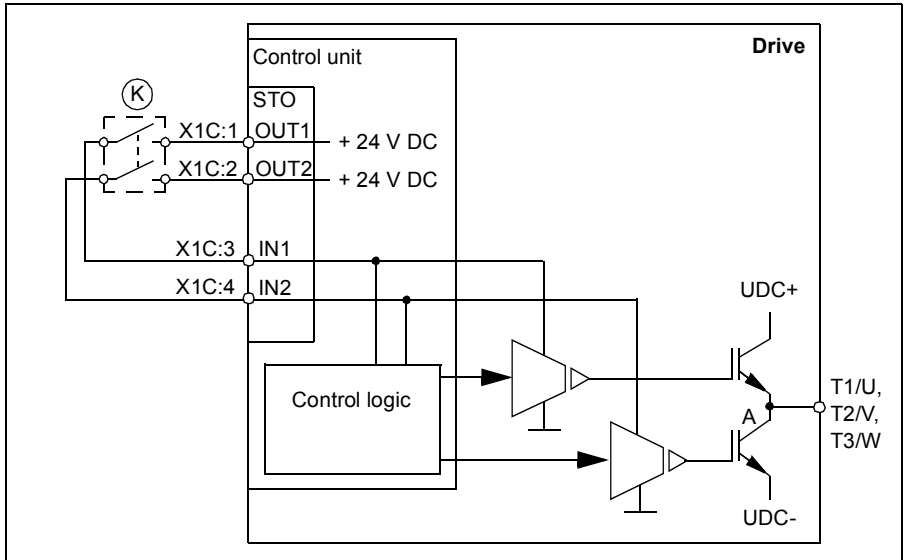 Drive
Control unit
K
STO
X1C:1 OUT1 + 24 V DC
X1C:2 OUT2 + 24 V DC
X1C:3 IN1
X1C:4 IN2
UDC+
Control logic
A
T1/U,
T2/V,
T3/W
UDC-